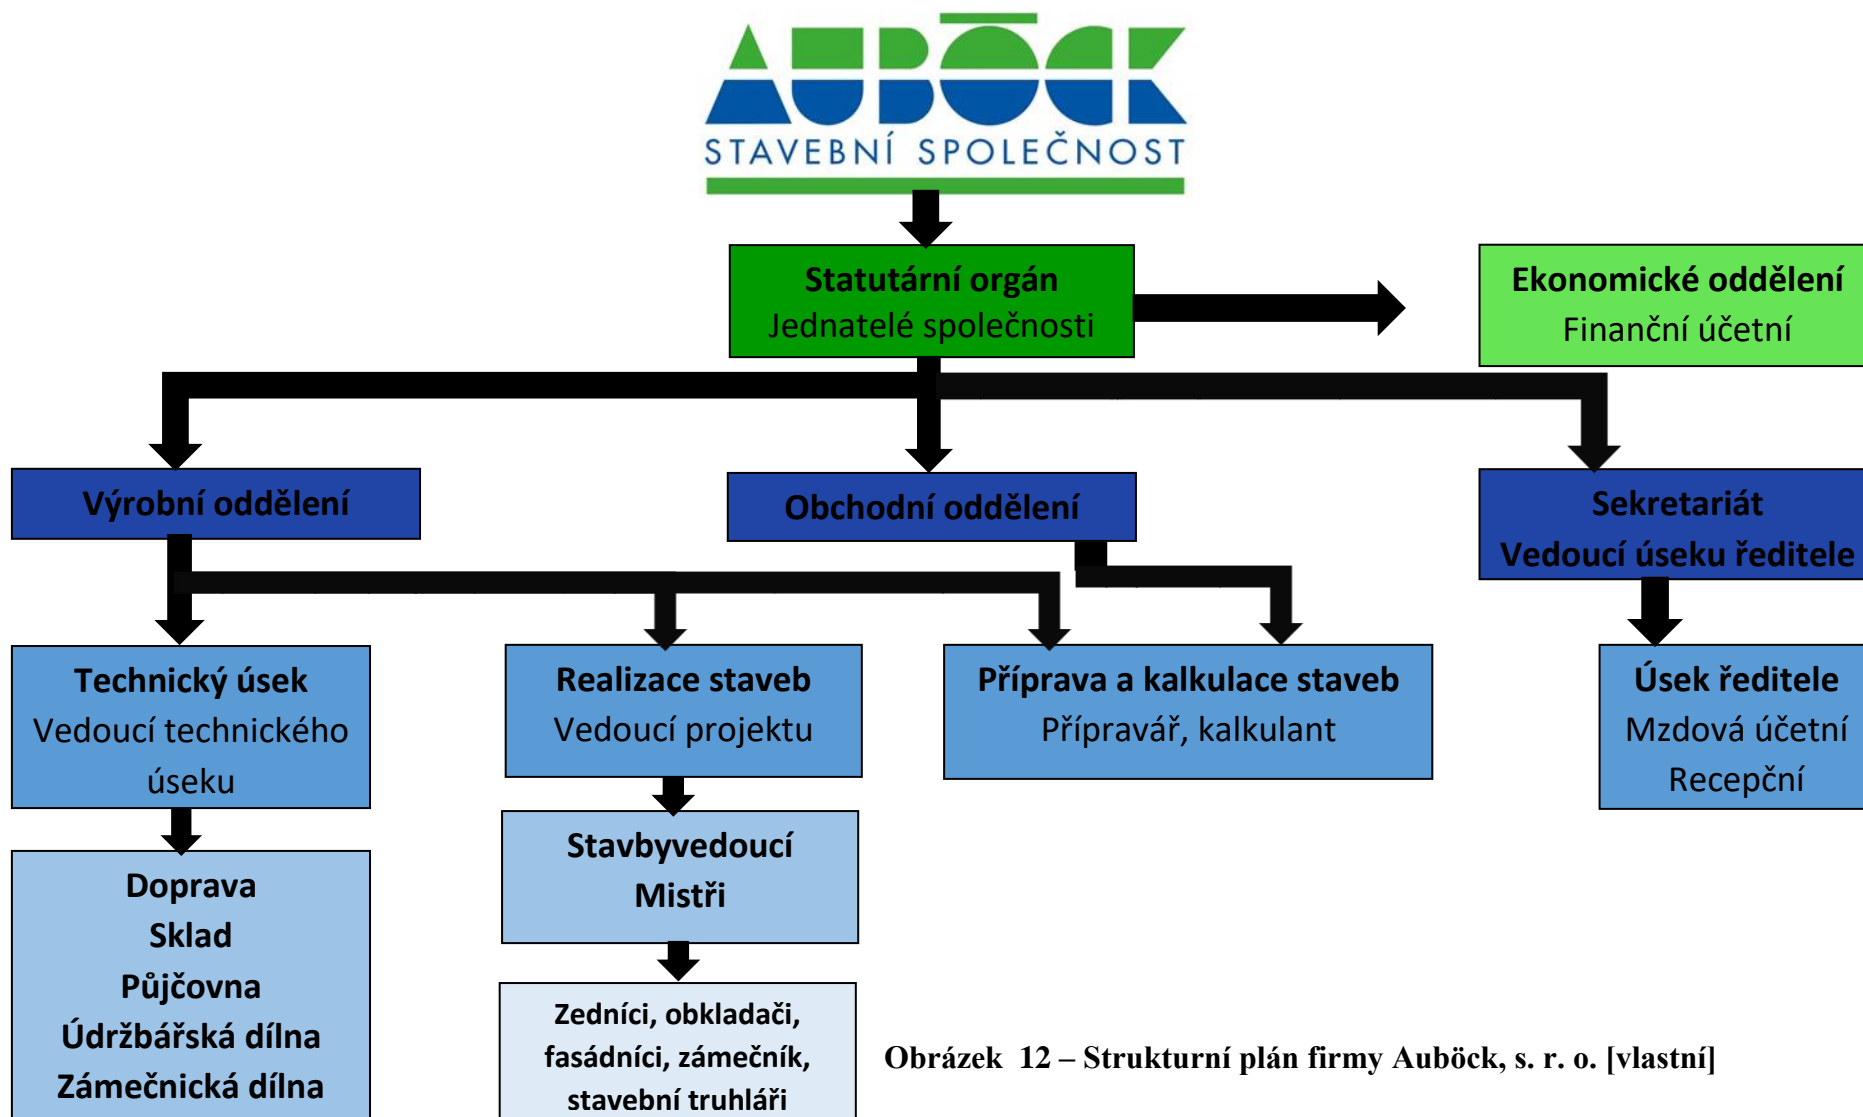 AUBÖCK
STAVEBNÍ SPOLEČNOST
Statutární orgán
Jednatelé společnosti
Ekonomické oddělení
Finanční účetní
Výrobní oddělení
Obchodní oddělení
Sekretariát
Vedoucí úseku ředitele
Technický úsek
Vedoucí technického
úseku
Realizace staveb
Vedoucí projektu
Příprava a kalkulace staveb
Přípravář, kalkulant
Úsek ředitele
Mzdová účetní
Recepční
Doprava
Sklad
Půjčovna
Údržbářská dílna
Zámečnická dílna
Stavbyvedoucí
Mistři
Zedníci, obkladači,
fasádníci, zámečník,
stavební truhláři
Obrázek 12 – Strukturní plán firmy Auböck, s. r. o. [vlastní]